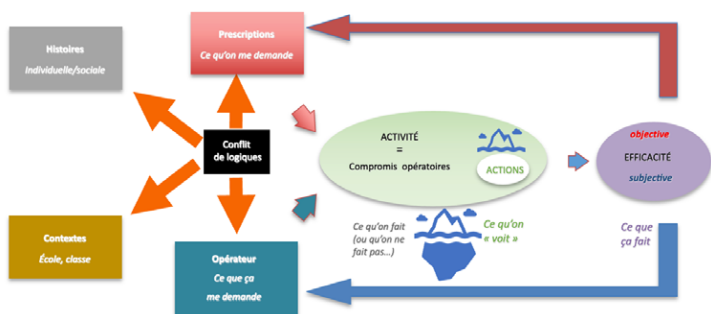 Histoires
Individuelle/sociale
Prescriptions
Ce qu'on me demande
Conflit
de logiques
Contextes
École, classe
Opérateur
Ce que ça
me demande
ACTIVITÉ
=
Compromis opératoires
ACTIONS
Ce qu'on fait
(ou qu'on ne
fait pas...)
Ce qu'on
« voit »
objective
EFFICACITÉ
subjective
Ce que
ça fait